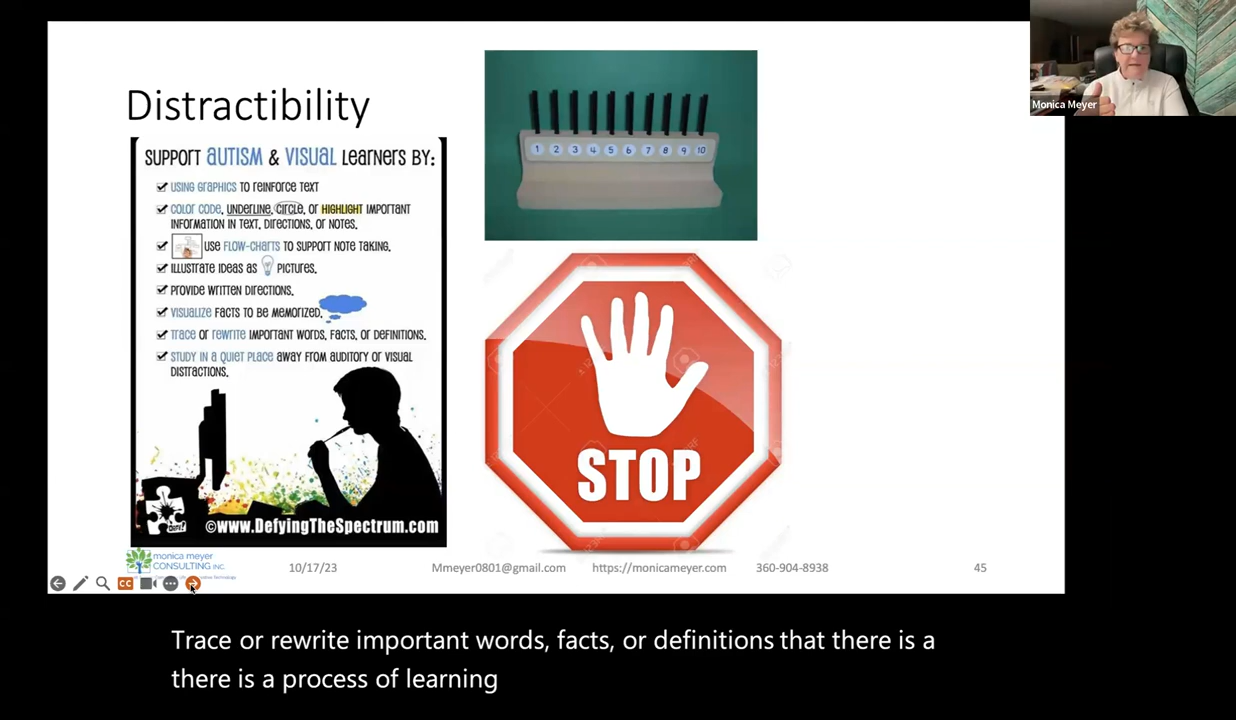 Monica Meyer
Distractibility
SUPPORT AUTISM & VISUAL LEARNERS BY:
USING GRAPHICS TO REINFORCE TEXT
COLOR CODE, UNDERLINE, CIRCLE, OR HIGHLIGHT IMPORTANT
INFORMATION IN TEXT, DIRECTIONS, OR NOTES.
USE FLOW-CHARTS TO SUPPORT NOTE TAKING.
ILLUSTRATE IDEAS AS PICTURES.
PROVIDE WRITTEN DIRECTIONS.
VISUALIZE FACTS TO BE MEMORIZED.
TRACE OR REWRITE IMPORTANT WORDS, FACTS, OR DEFINITIONS.
STUDY IN A QUIET PLACE AWAY FROM AUDITORY OR VISUAL
DISTRACTIONS.
©www.DefyingTheSpectrum.com
1 2 3 4 5 6 7 8 9 10
STOP
monica meyer
CONSULTING INC.
10/17/23 Mmeyer0801@gmail.com https://monicameyer.com 360-904-8938 45
CC
Trace or rewrite important words, facts, or definitions that there is a
there is a process of learning